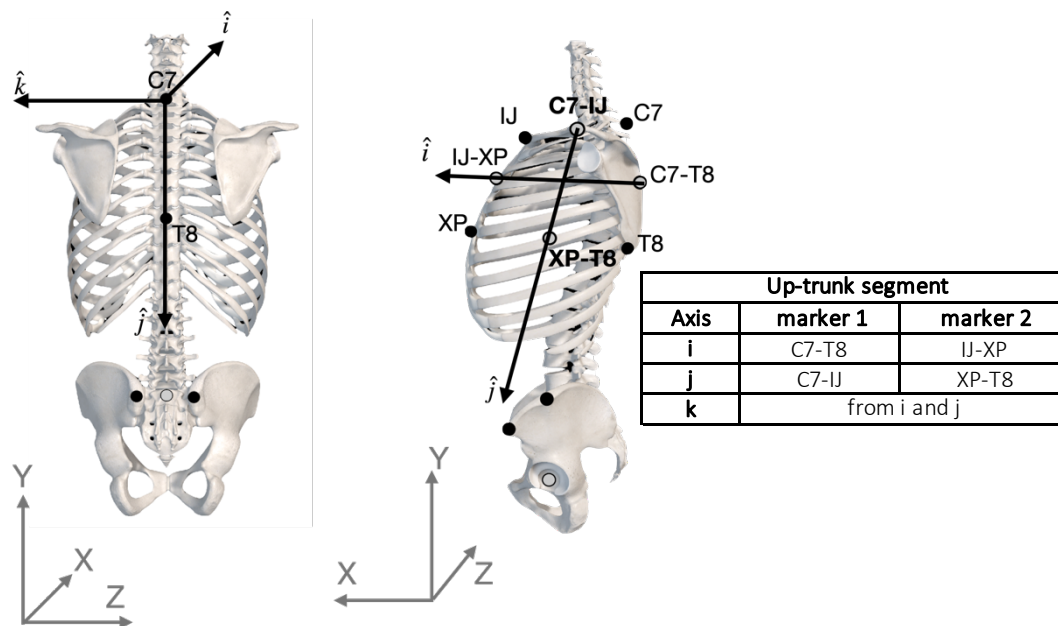 î
k̂
C7
T8
ĵ
Y
X
Z
C7-IJ
IJ
C7
î
IJ-XP
C7-T8
XP
T8
XP-T8
ĵ
Y
X
Z
Up-trunk segment
Axis marker 1 marker 2
i C7-T8 IJ-XP
j C7-IJ XP-T8
k from i and j